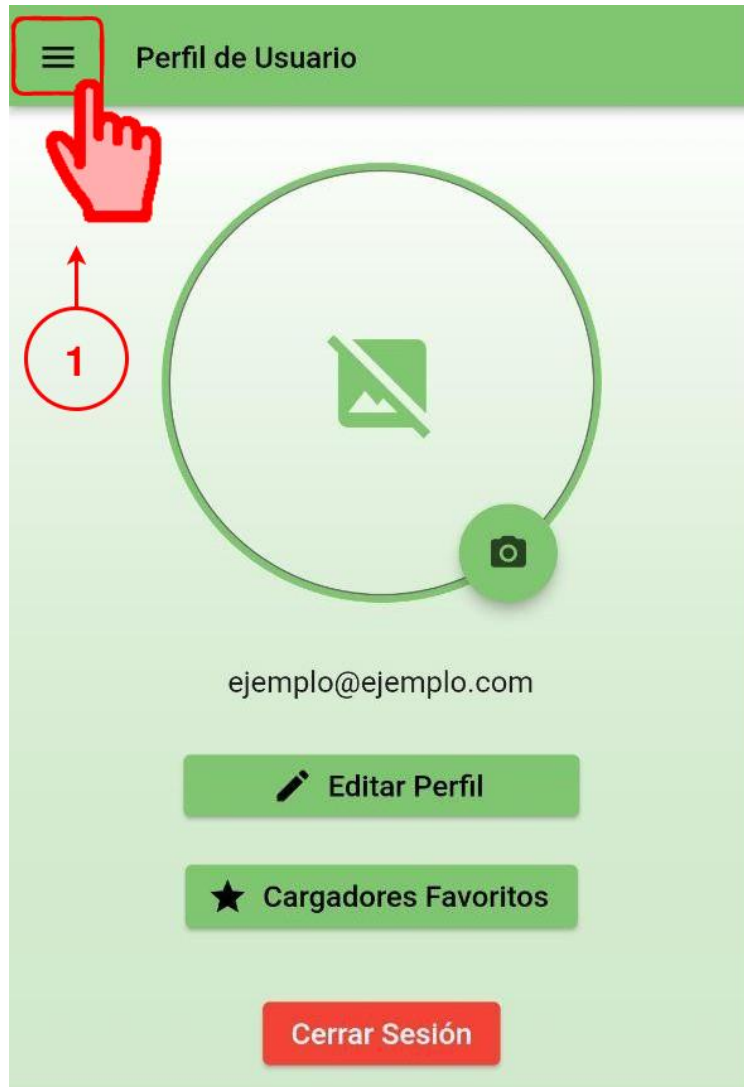 Perfil de Usuario
1
ejemplo@ejemplo.com
Editar Perfil
Cargadores Favoritos
Cerrar Sesión